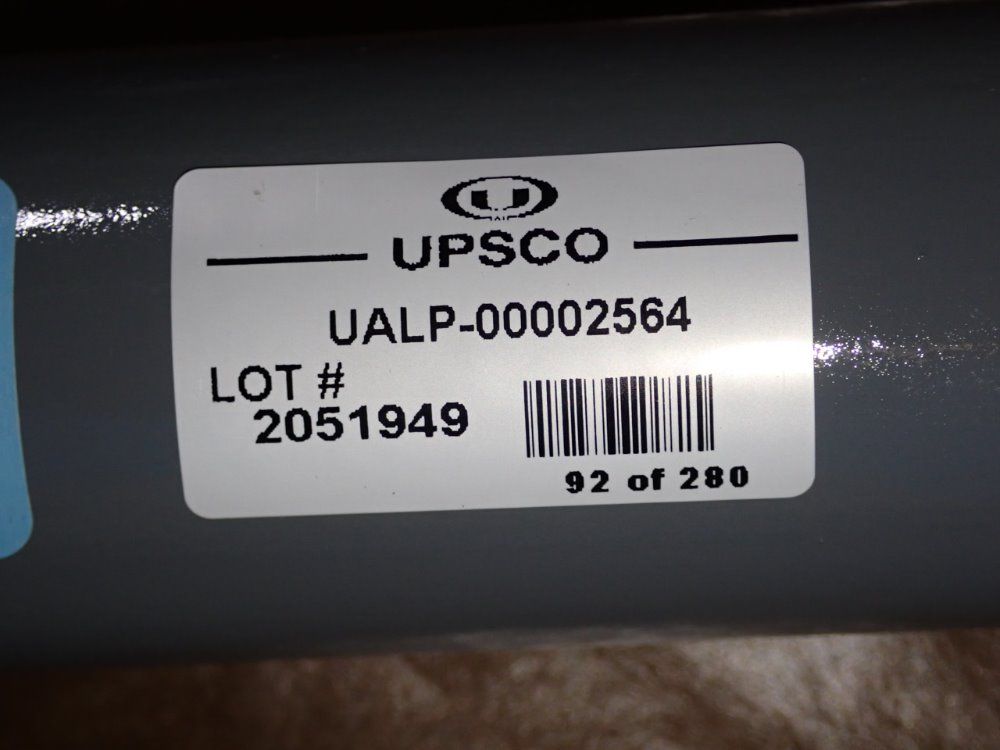 U
UPSCO
UALP-00002564
LOT #
2051949
92 of 280